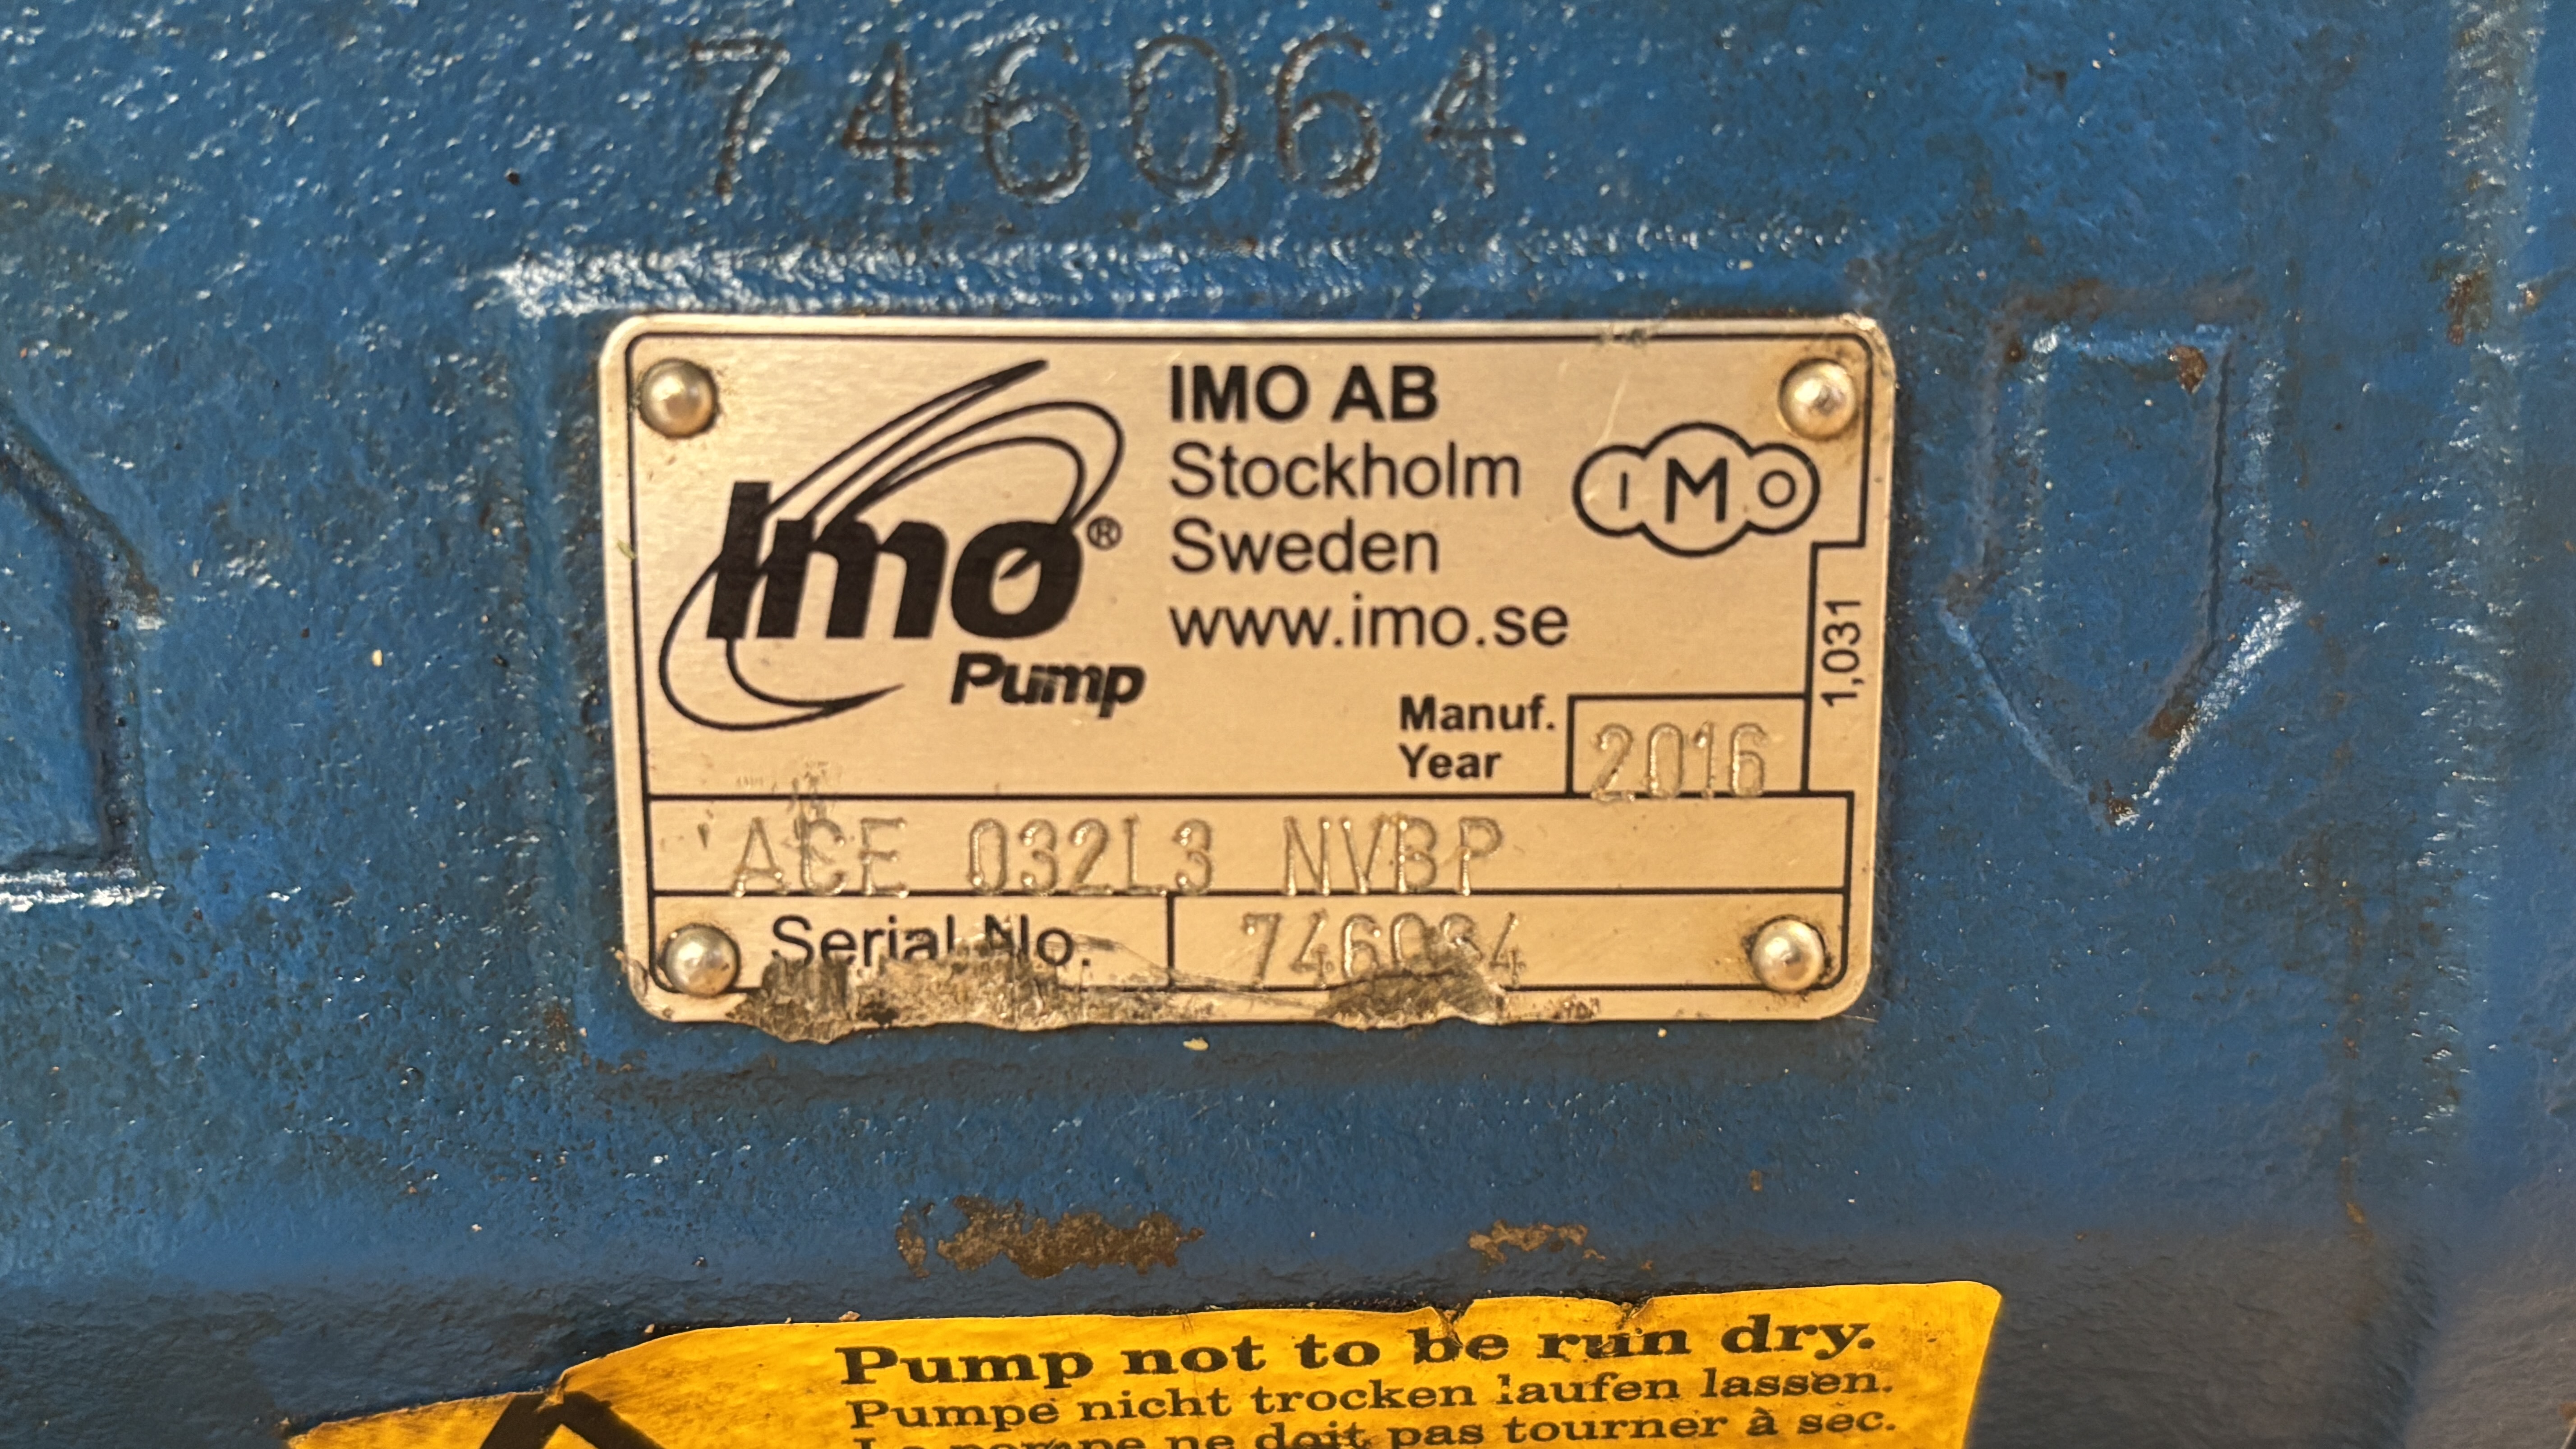 746064
Imo®
Pump
IMO AB
Stockholm
Sweden
www.imo.se
IMO
1,031
Manuf.
Year
2016
ACE 032L3 NVBP
Serial No.
746064
Pump not to be run dry.
Pumpe nicht trocken laufen lassen.
La pompe ne doit pas tourner à sec.